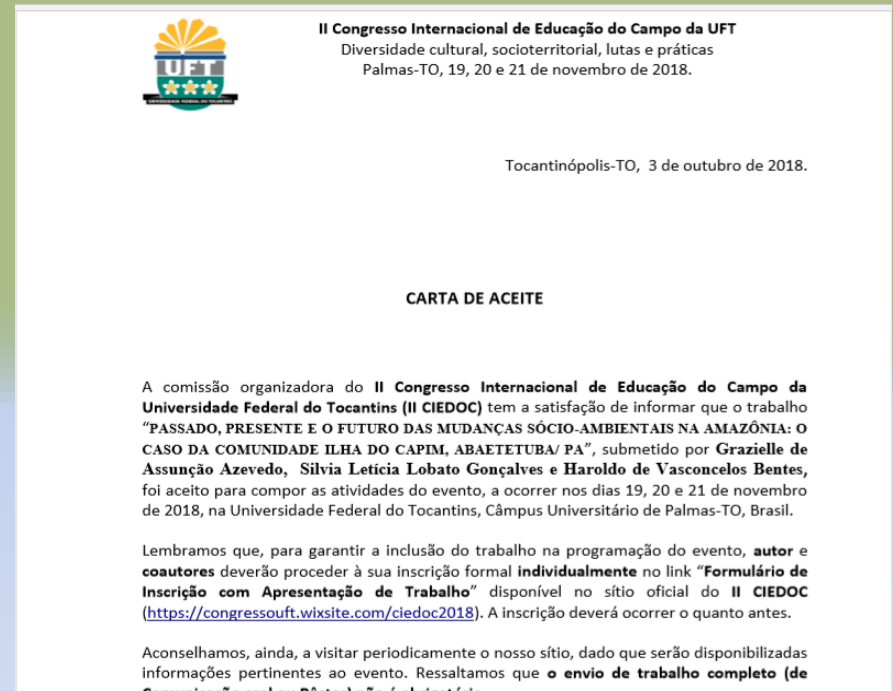 II Congresso Internacional de Educação do Campo da UFT
Diversidade cultural, socioterritorial, lutas e práticas
Palmas-TO, 19, 20 e 21 de novembro de 2018.
UFT
UNIVERSIDADE FEDERAL DO TOCANTINS
Tocantinópolis-TO, 3 de outubro de 2018.
CARTA DE ACEITE
A comissão organizadora do II Congresso Internacional de Educação do Campo da
Universidade Federal do Tocantins (II CIEDOC) tem a satisfação de informar que o trabalho
“PASSADO, PRESENTE E O FUTURO DAS MUDANÇAS SÓCIO-AMBIENTAIS NA AMAZÔNIA: O
CASO DA COMUNIDADE ILHA DO CAPIM, ABAETETUBA/ PA”, submetido por Grazielle de
Assunção Azevedo, Silvia Letícia Lobato Gonçalves e Haroldo de Vasconcelos Bentes,
foi aceito para compor as atividades do evento, a ocorrer nos dias 19, 20 e 21 de novembro
de 2018, na Universidade Federal do Tocantins, Câmpus Universitário de Palmas-TO, Brasil.
Lembramos que, para garantir a inclusão do trabalho na programação do evento, autor e
coautores deverão proceder à sua inscrição formal individualmente no link “Formulário de
Inscrição com Apresentação de Trabalho” disponível no sítio oficial do II CIEDOC
(https://congressouft.wixsite.com/ciedoc2018). A inscrição deverá ocorrer o quanto antes.
Aconselhamos, ainda, a visitar periodicamente o nosso sítio, dado que serão disponibilizadas
informações pertinentes ao evento. Ressaltamos que o envio de trabalho completo (de